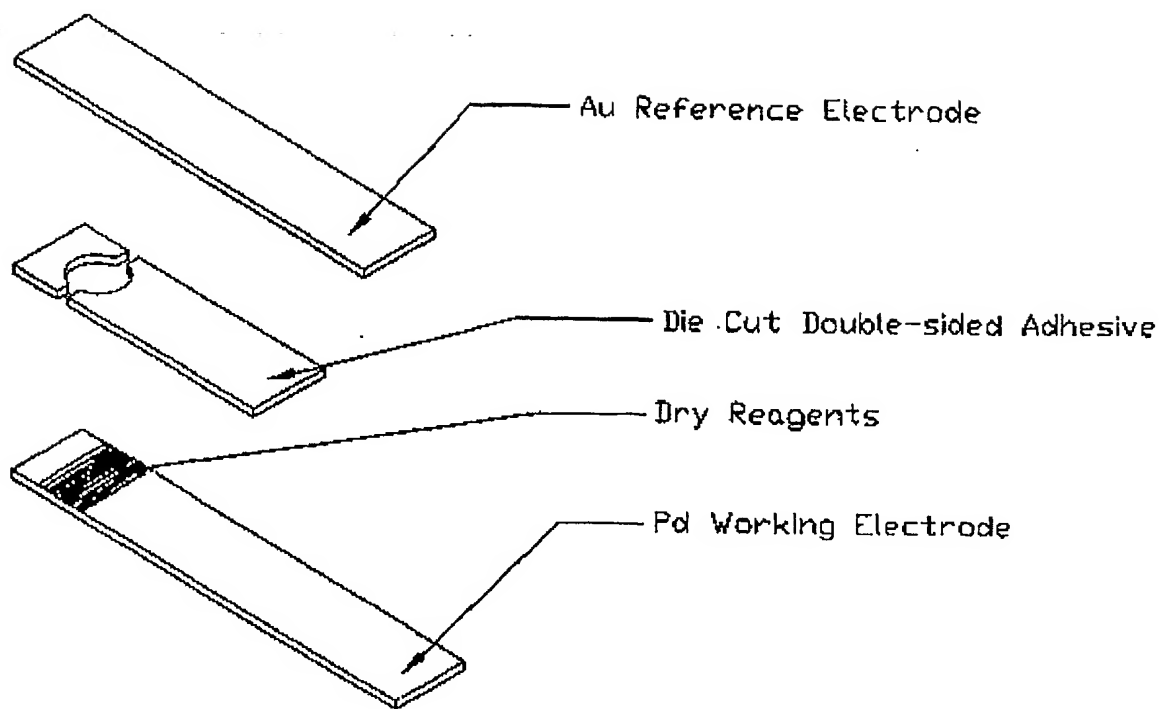 Au Reference Electrode
Die Cut Double-sided Adhesive
Dry Reagents
Pd Working Electrode